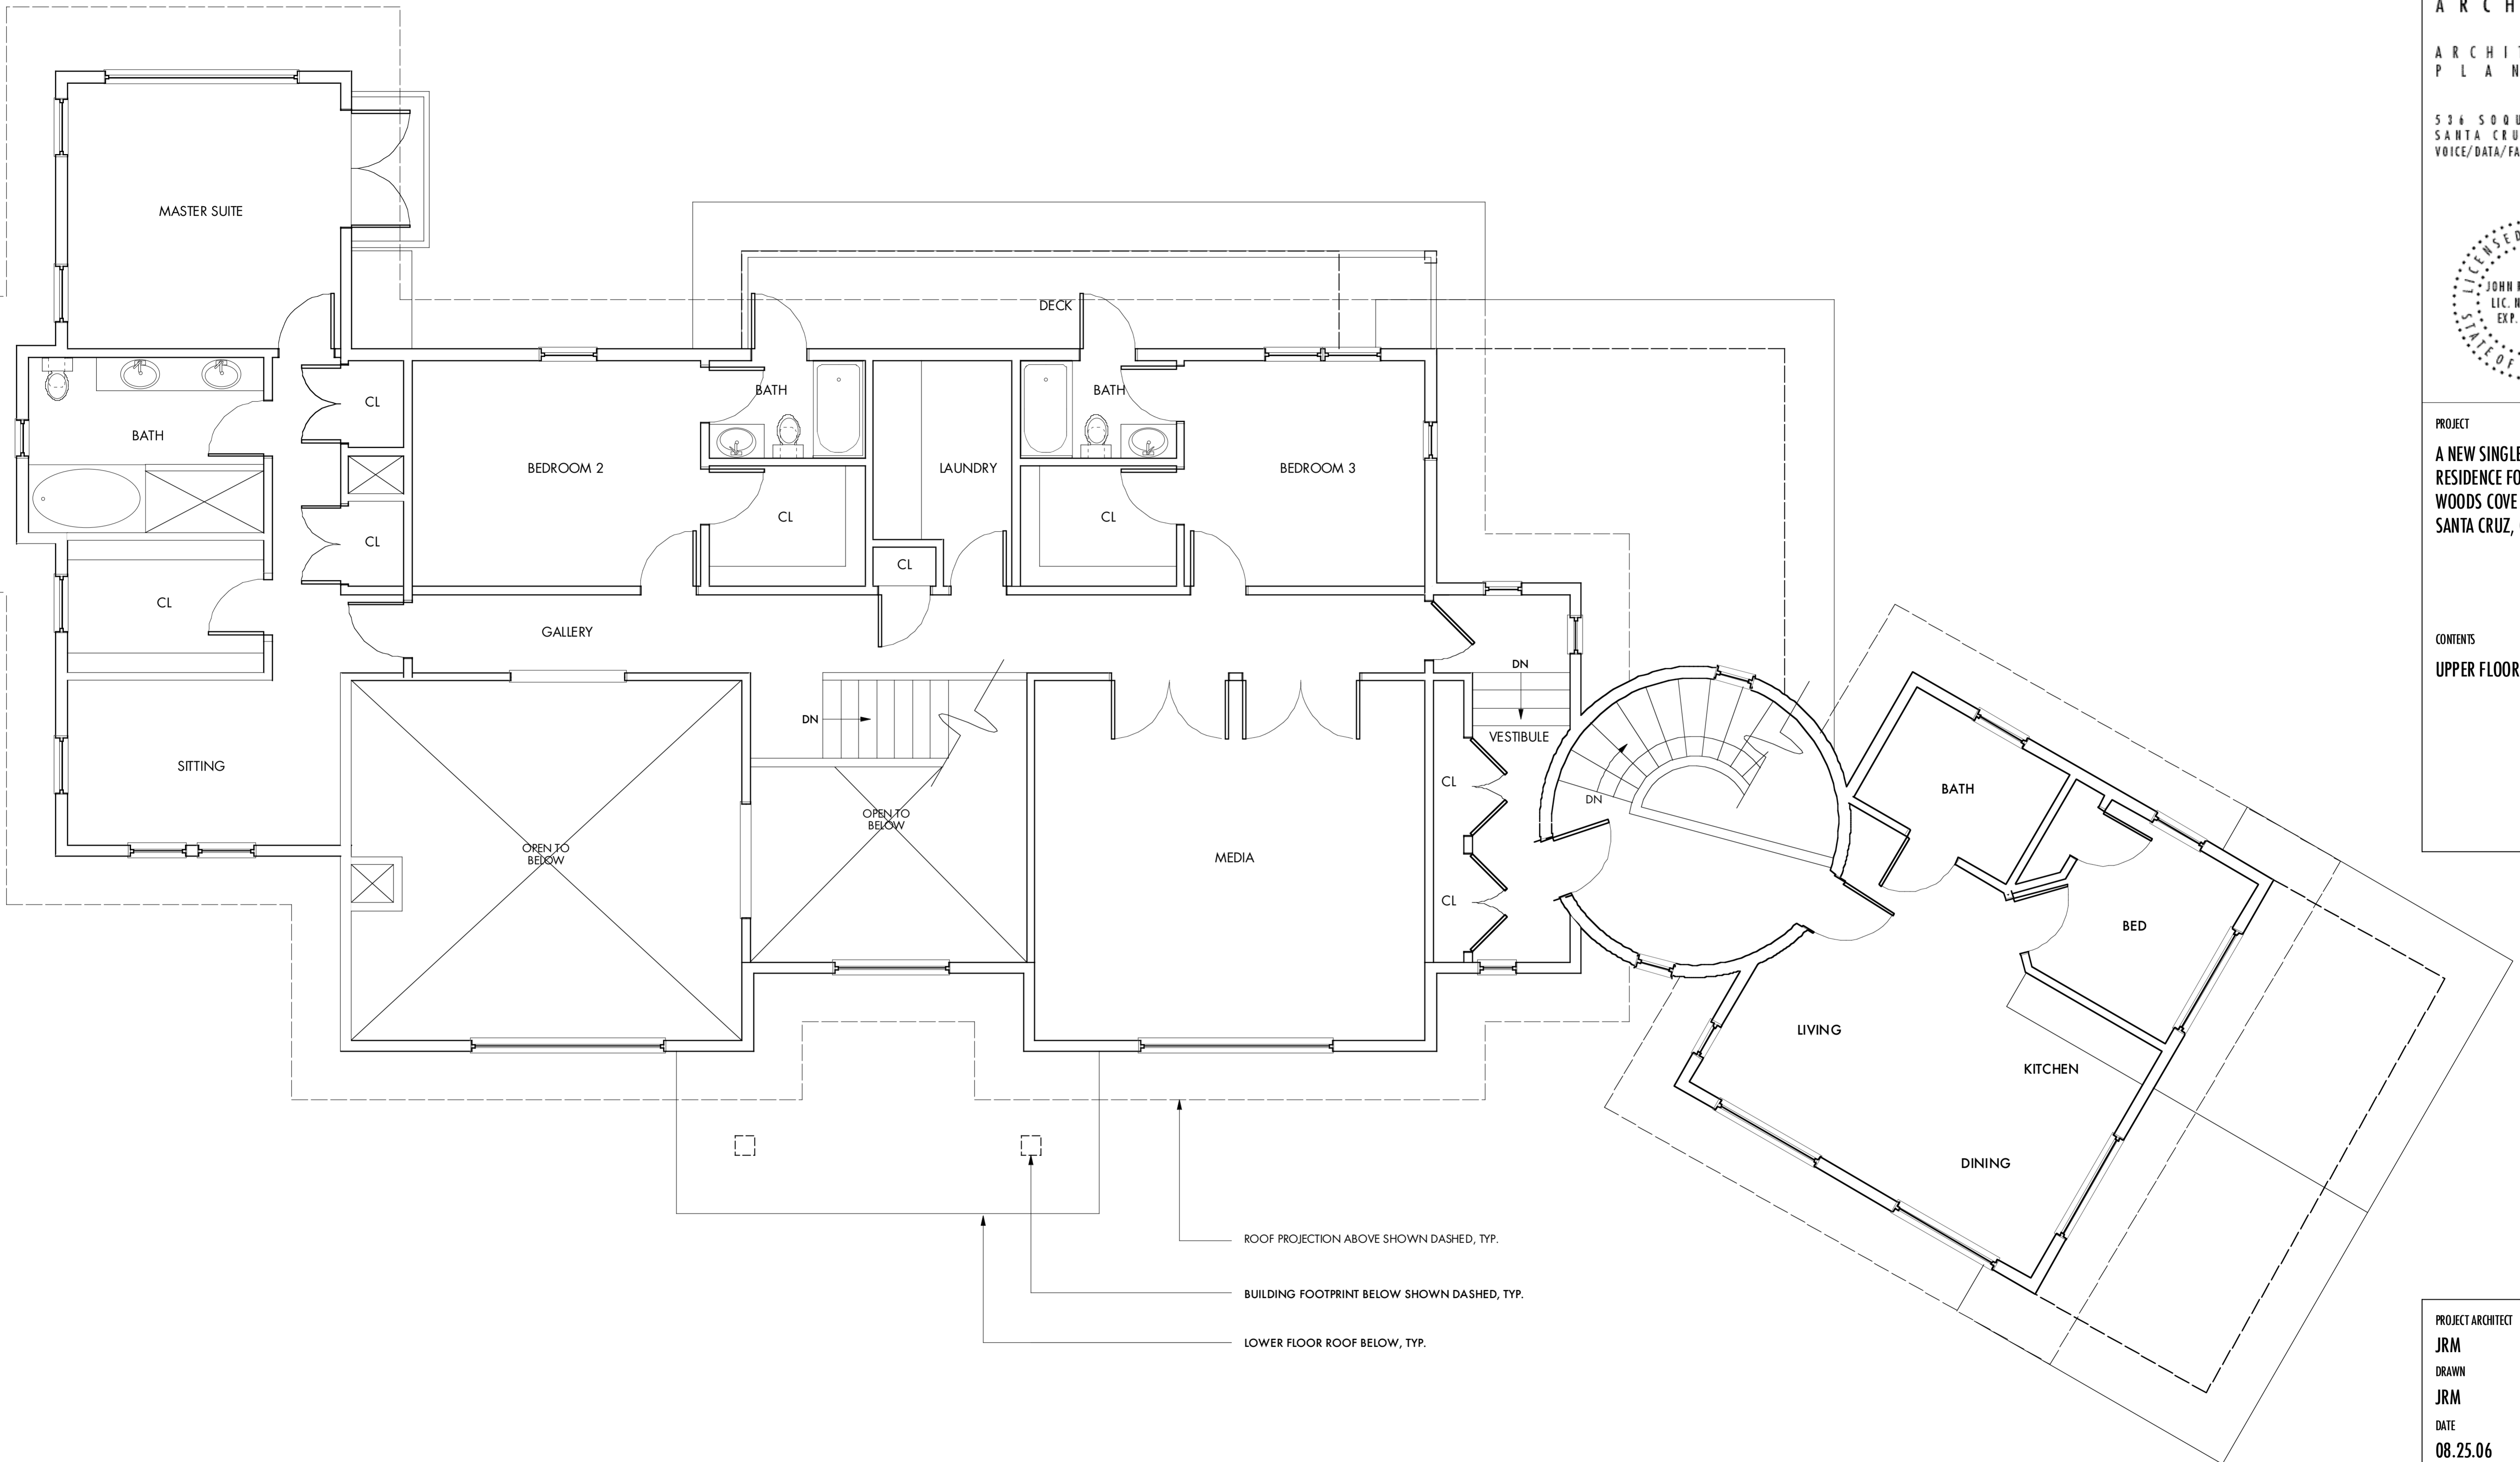 A R C H
A R C H I T
P L A N
536 SOQU
SANTA CRU
VOICE/DATA/FA
LICENSED
JOHN
LIC. N
EXP.
STATE OF
PROJECT
A NEW SINGLE
RESIDENCE FO
WOODS COVE
SANTA CRUZ,
CONTENTS
UPPER FLOOR
MASTER SUITE
DECK
BATH
CL
BATH
BATH
BEDROOM 2
LAUNDRY
BEDROOM 3
CL
CL
CL
CL
CL
GALLERY
DN
DN
VESTIBULE
SITTING
CL
BATH
DN
OPEN TO
BELOW
OPEN TO
BELOW
MEDIA
CL
BED
LIVING
KITCHEN
DINING
ROOF PROJECTION ABOVE SHOWN DASHED, TYP.
BUILDING FOOTPRINT BELOW SHOWN DASHED, TYP.
LOWER FLOOR ROOF BELOW, TYP.
PROJECT ARCHITECT
JRM
DRAWN
JRM
DATE
08.25.06